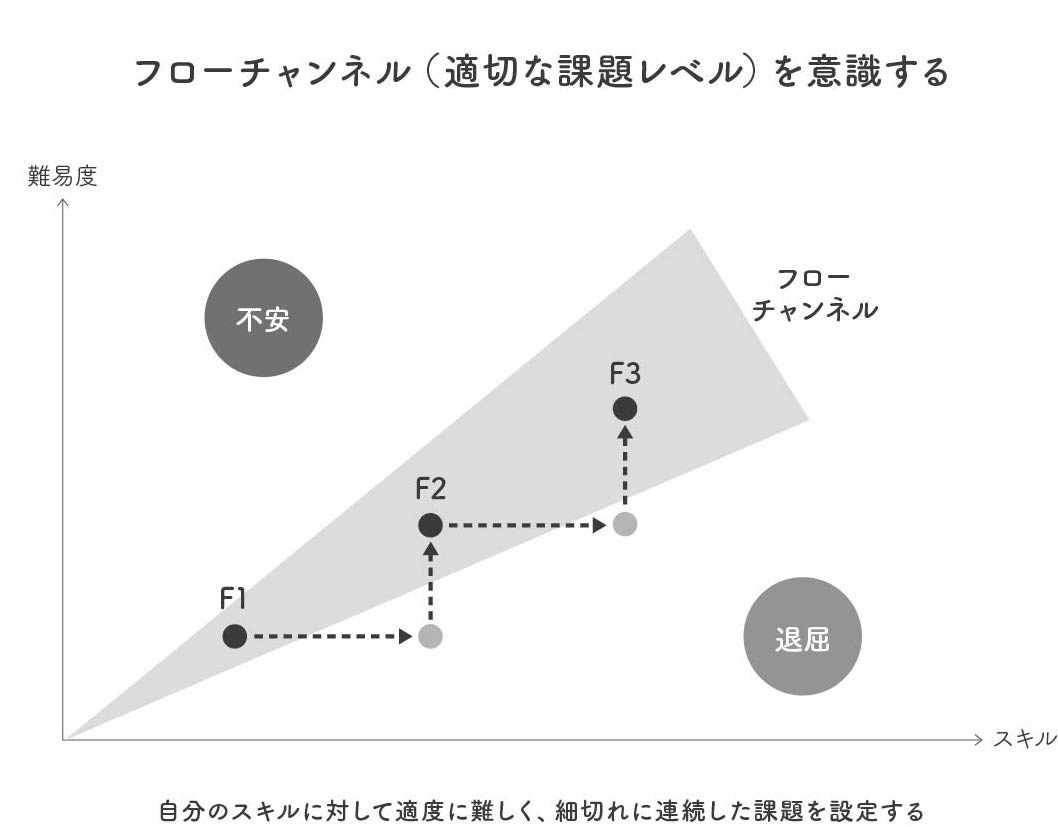 フローチャンネル（適切な課題レベル）を意識する
難易度
不安
フロー
チャンネル
F3
F2
F1
退屈
スキル
自分のスキルに対して適度に難しく、細切れに連続した課題を設定する